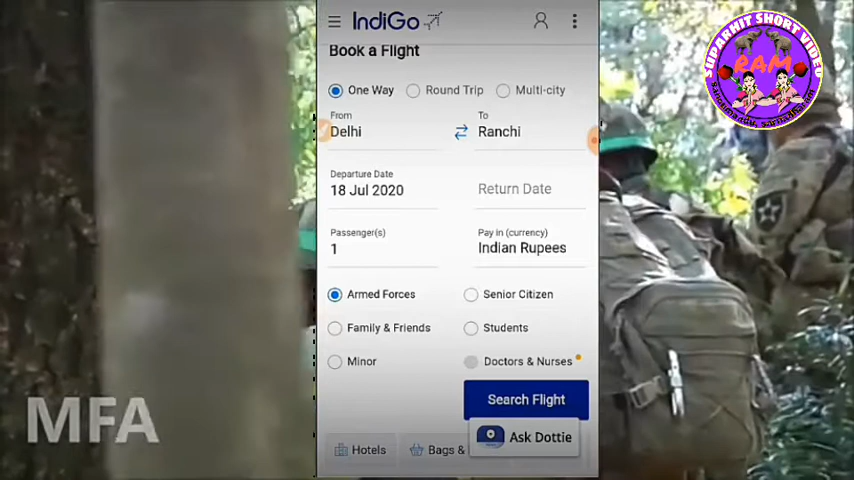 IndiGo
Book a Flight
One Way
Round Trip
Multi-city
From
To
Delhi
Ranchi
Departure Date
18 Jul 2020
Return Date
Passenger(s)
Pay in (currency)
1
Indian Rupees
Armed Forces
Senior Citizen
Family & Friends
Students
Minor
Doctors & Nurses
Search Flight
Ask Dottie
Hotels
Bags &
MFA
SUPARHIT SHORT VIDEO
RAM